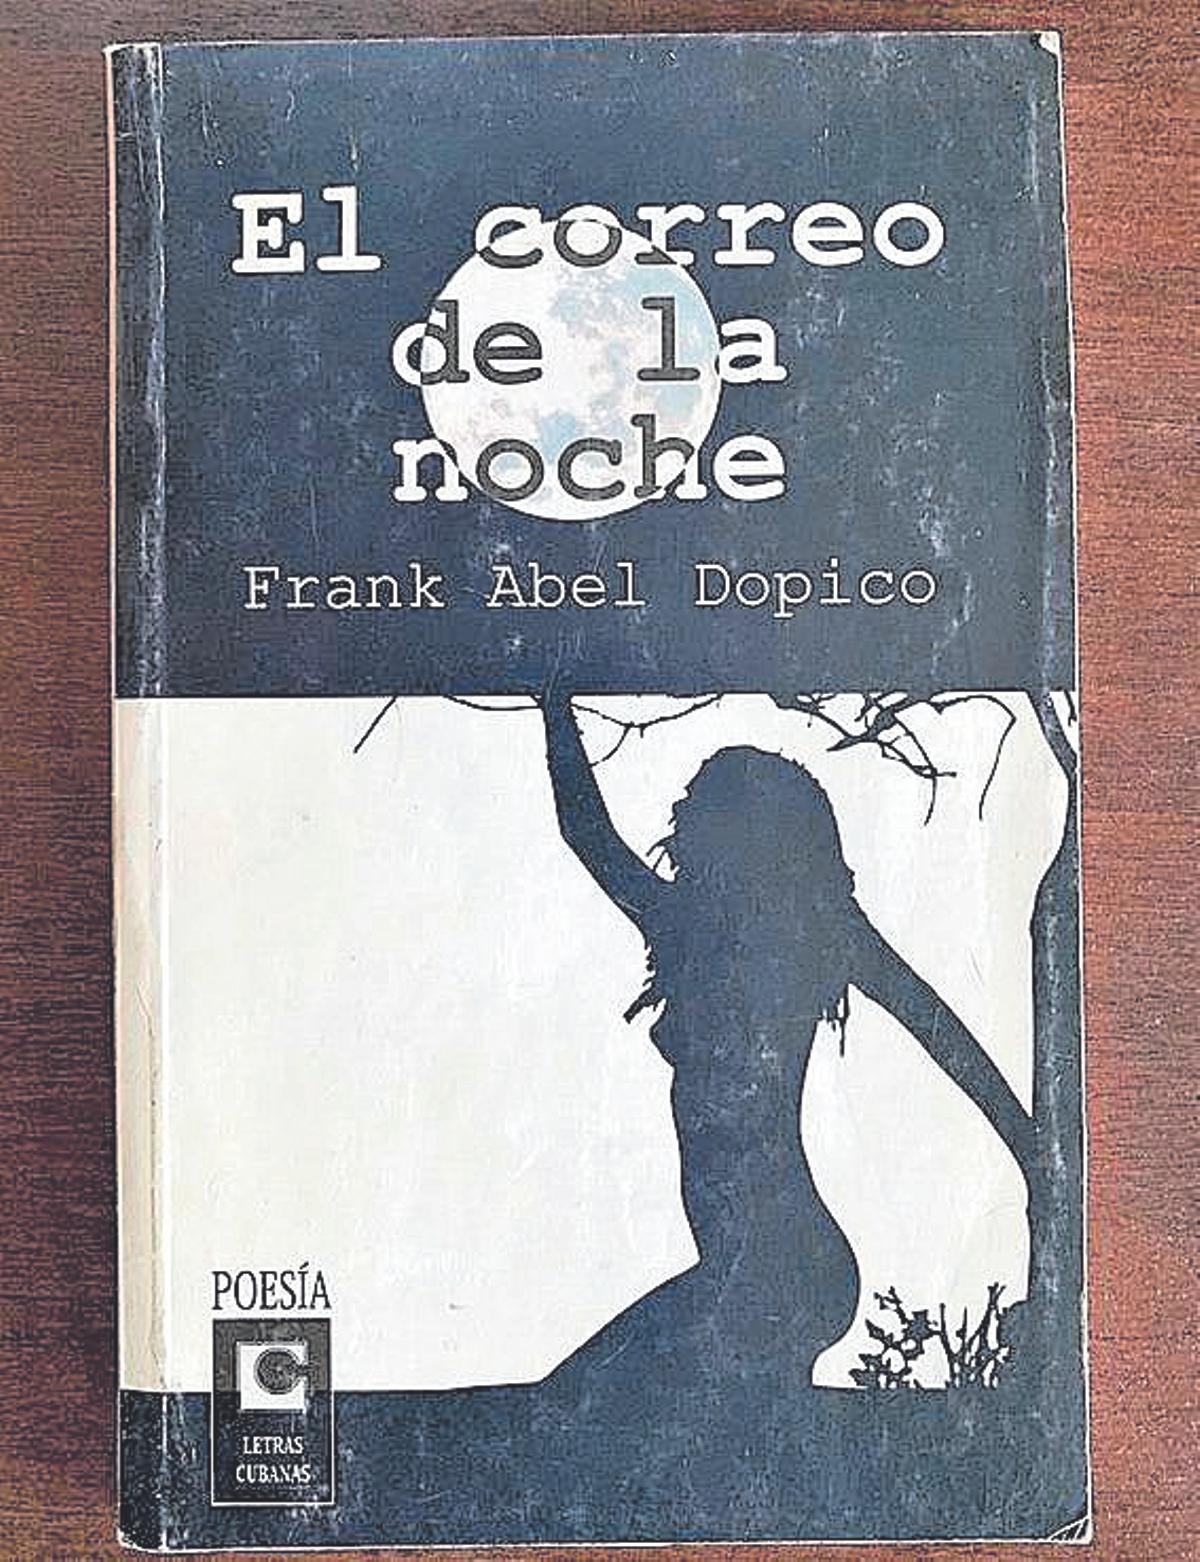 El correo
de la
noche
Frank Abel Dopico
POESÍA
LETRAS
CUBANAS